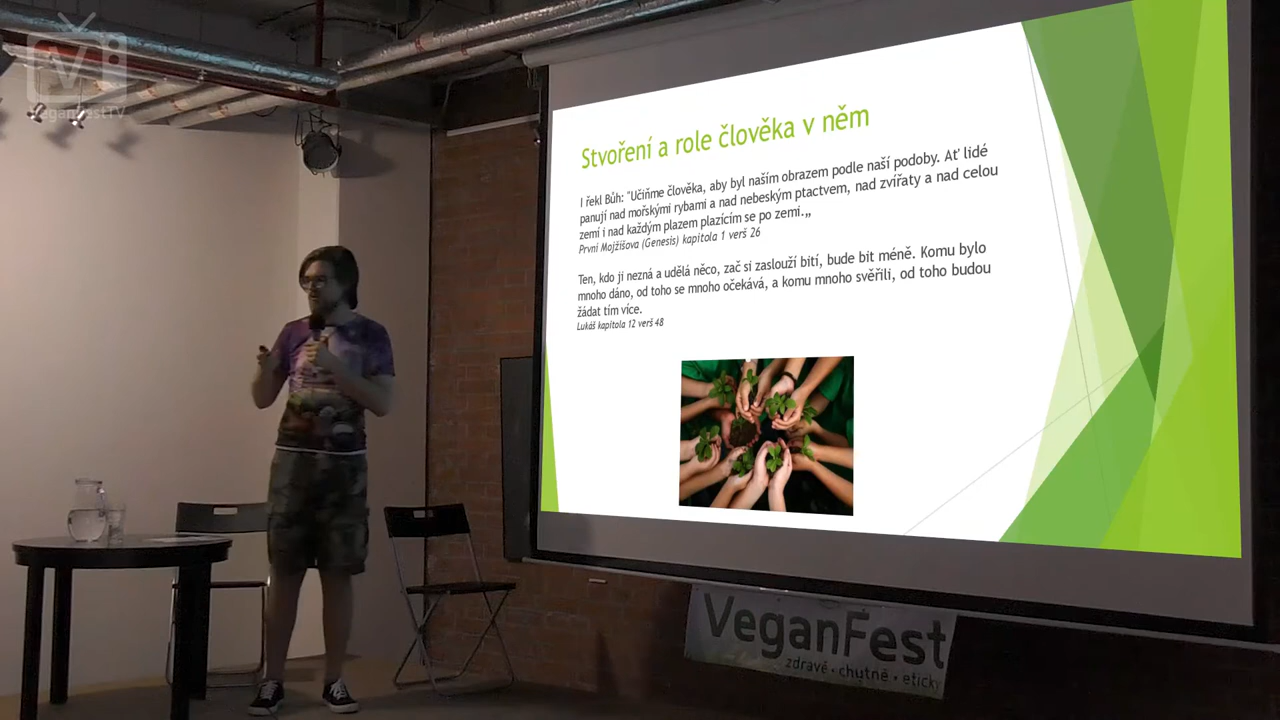 TV
VeganFestTV
Stvoření a role člověka v něm
I řekl Bůh: "Učiňme člověka, aby byl naším obrazem podle naší podoby. Ať lidé
panují nad mořskými rybami a nad nebeským ptactvem, nad zvířaty a nad celou
zemí i nad každým plazem plazícím se po zemi.„
První Mojžíšova (Genesis) kapitola 1 verš 26
Ten, kdo ji nezná a udělá něco, zač si zaslouží bití, bude bit méně. Komu bylo
mnoho dáno, od toho se mnoho očekává, a komu mnoho svěřili, od toho budou
žádat tím více.
Lukáš kapitola 12 verš 48
VeganFest
zdravě • chutně • eticky